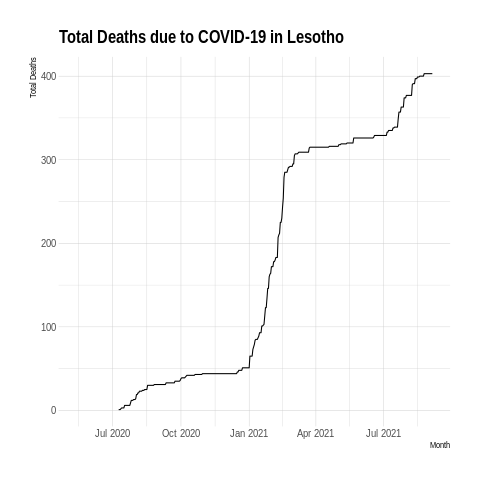 Total Deaths due to COVID-19 in Lesotho
Total Deaths
400
300
200
100
0
Jul 2020 Oct 2020 Jan 2021 Apr 2021 Jul 2021
Month